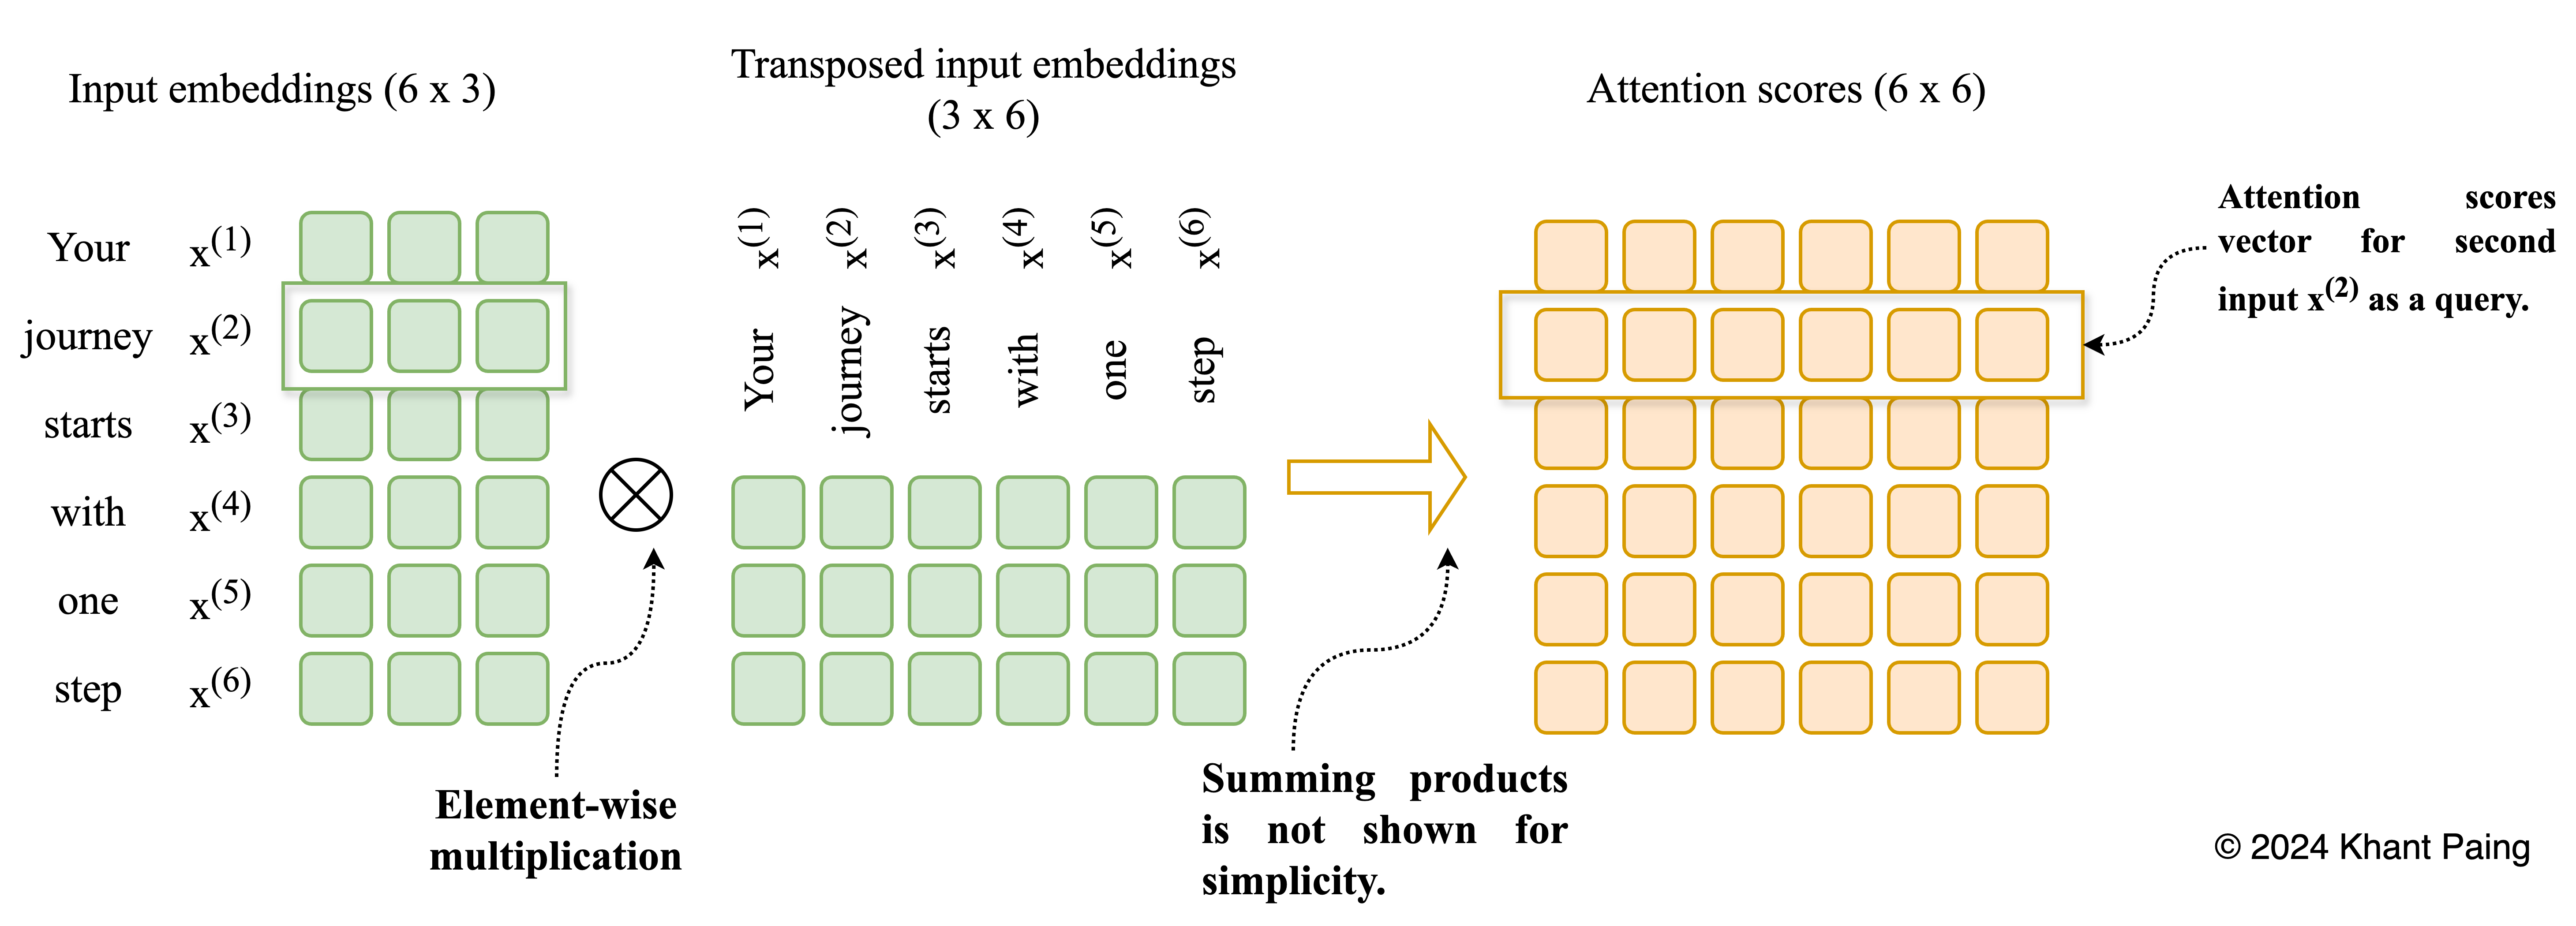 Input embeddings (6 x 3)
Transposed input embeddings
(3 x 6)
Attention scores (6 x 6)
Your x(1)
journey x(2)
starts x(3)
with x(4)
one x(5)
step x(6)
Your x(1)
journey x(2)
starts x(3)
with x(4)
one x(5)
step x(6)
Attention scores
vector for second
input x(2) as a query.
Element-wise
multiplication
Summing products
is not shown for
simplicity.
© 2024 Khant Paing